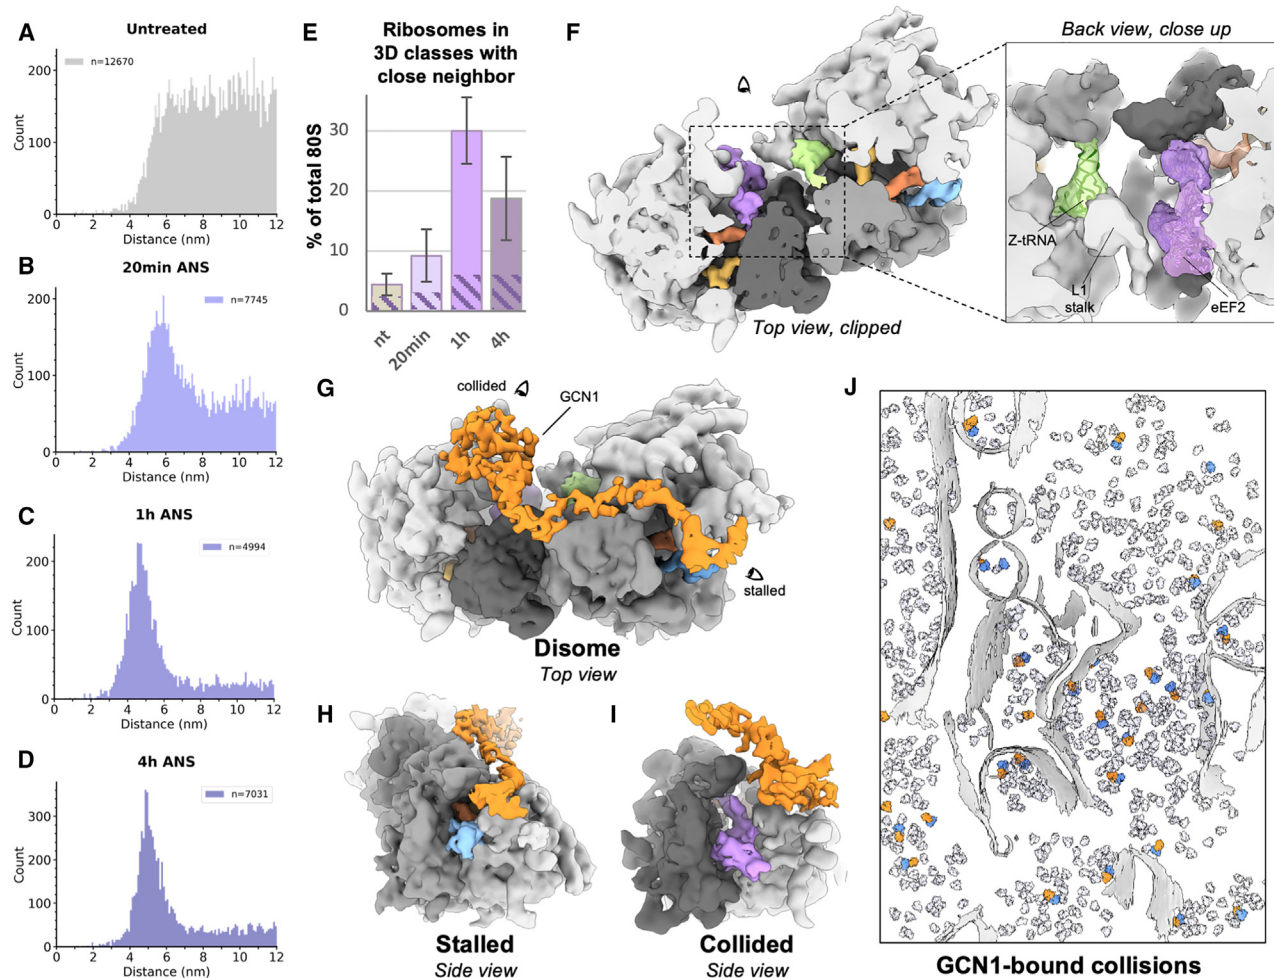 A
Untreated
n=12670
200
100
0
Count
0 2 4 6 8 10 12
Distance (nm)
B
20min ANS
n=7745
200
100
0
Count
0 2 4 6 8 10 12
Distance (nm)
C
1h ANS
n=4994
200
100
0
Count
0 2 4 6 8 10 12
Distance (nm)
D
4h ANS
n=7031
300
200
100
0
Count
0 2 4 6 8 10 12
Distance (nm)
E
Ribosomes in
3D classes with
close neighbor
% of total 80S
30
20
10
0
nt 20min 1h 4h
F
Top view, clipped
Back view, close up
Z-tRNA
L1
stalk
eEF2
G
collided
GCN1
stalled
Disome
Top view
H
Stalled
Side view
I
Collided
Side view
J
GCN1-bound collisions